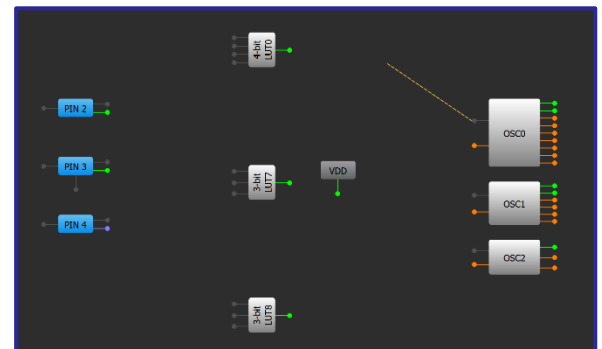 4-bit
LUT0
PIN 2
OSC0
PIN 3
3-bit
LUT7
VDD
OSC1
PIN 4
OSC2
3-bit
LUT8